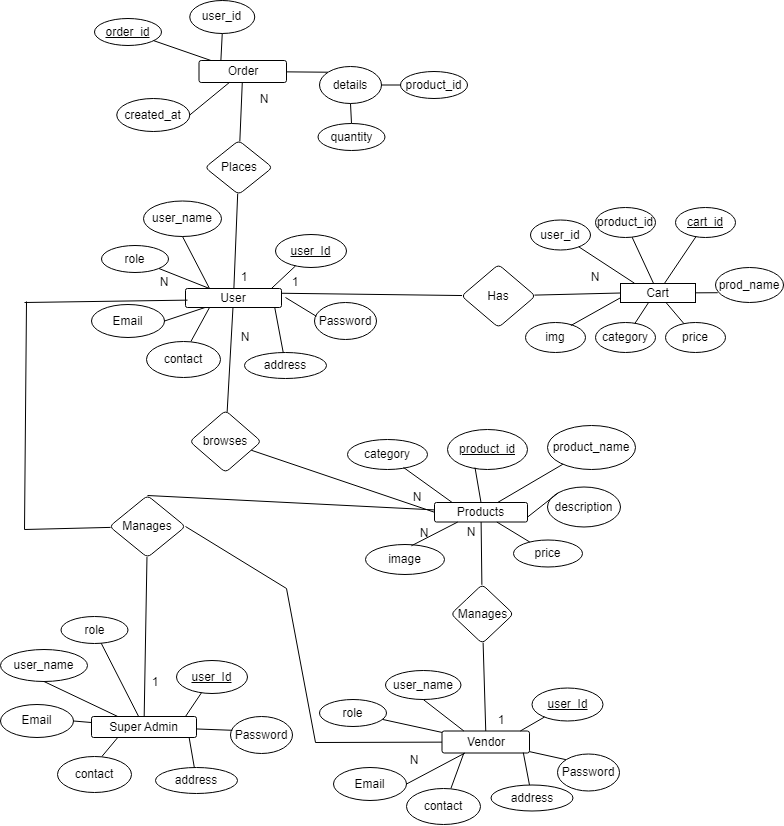 user_id
order_id
Order
details
product_id
N
created_at
quantity
Places
user_name
product_id
cart_id
user_id
role
user_Id
N
1
1
N
prod_name
User
Has
Cart
Email
Password
N
img
category
price
contact
address
browses
category
product_id
product_name
N
description
Products
Manages
N
N
image
price
Manages
role
user_name
user_Id
1
user_name
user_Id
role
1
Email
Super Admin
Password
Vendor
N
contact
address
Email
Password
contact
address